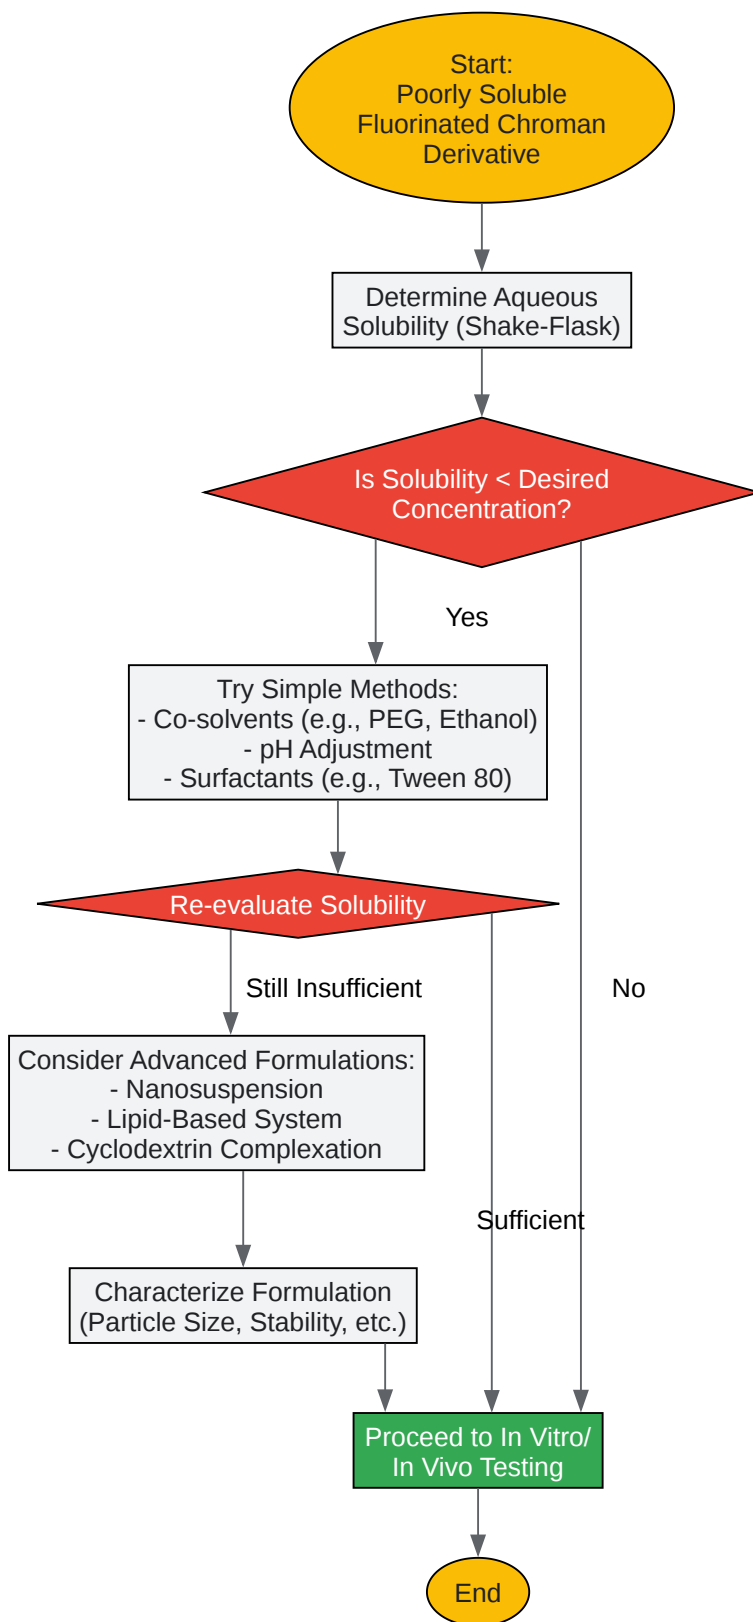 Start:
Poorly Soluble
Fluorinated Chroman
Derivative
Determine Aqueous
Solubility (Shake-Flask)
Is Solubility < Desired
Concentration?
Yes
Try Simple Methods:
- Co-solvents (e.g., PEG, Ethanol)
- pH Adjustment
- Surfactants (e.g., Tween 80)
Re-evaluate Solubility
Still Insufficient
No
Consider Advanced Formulations:
- Nanosuspension
- Lipid-Based System
- Cyclodextrin Complexation
Sufficient
Characterize Formulation
(Particle Size, Stability, etc.)
Proceed to In Vitro/
In Vivo Testing
End